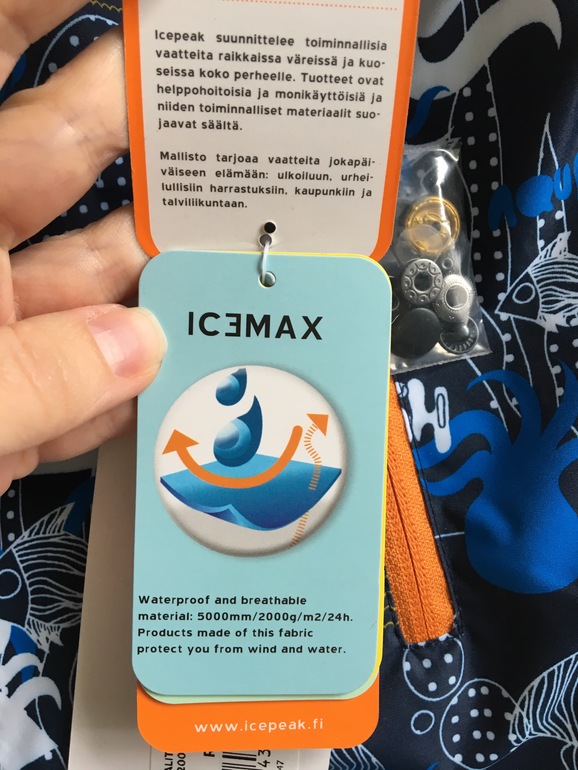 Icepeak suunnittelee toiminnallisia
vaatteita raikkaissa väreissä ja kuo-
seissa koko perheelle. Tuotteet ovat
helppohoitoisia ja monikäyttöisiä ja
niiden toiminnalliset materiaalit suo-
jaavat säältä.
Mallisto tarjoaa vaatteita jokapäi-
väiseen elämään: ulkoiluun, urhei-
lullisiin harrastuksiin, kaupunkiin ja
talviliikuntaan.
ICEMAX
Waterproof and breathable
material: 5000mm/2000g/m2/24h.
Products made of this fabric
protect you from wind and water.
www.icepeak.fi